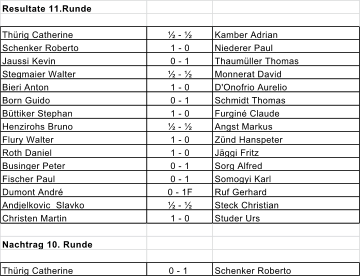 Resultate 11.Runde
Thürig Catherine ½ - ½ Kamber Adrian
Schenker Roberto 1 - 0 Niederer Paul
Jaussi Kevin 0 - 1 Thaumüller Thomas
Stegmaier Walter ½ - ½ Monnerat David
Bieri Anton 1 - 0 D'Onofrio Aurelio
Born Guido 0 - 1 Schmidt Thomas
Büttiker Stephan 1 - 0 Furginé Claude
Henzirohs Bruno ½ - ½ Angst Markus
Flury Walter 1 - 0 Zünd Hanspeter
Roth Daniel 1 - 0 Jäggi Fritz
Businger Peter 0 - 1 Sorg Alfred
Fischer Paul 0 - 1 Somogyi Karl
Dumont André 0 - 1F Ruf Gerhard
Andjelkovic Slavko ½ - ½ Steck Christian
Christen Martin 1 - 0 Studer Urs
Nachtrag 10. Runde
Thürig Catherine 0 - 1 Schenker Roberto